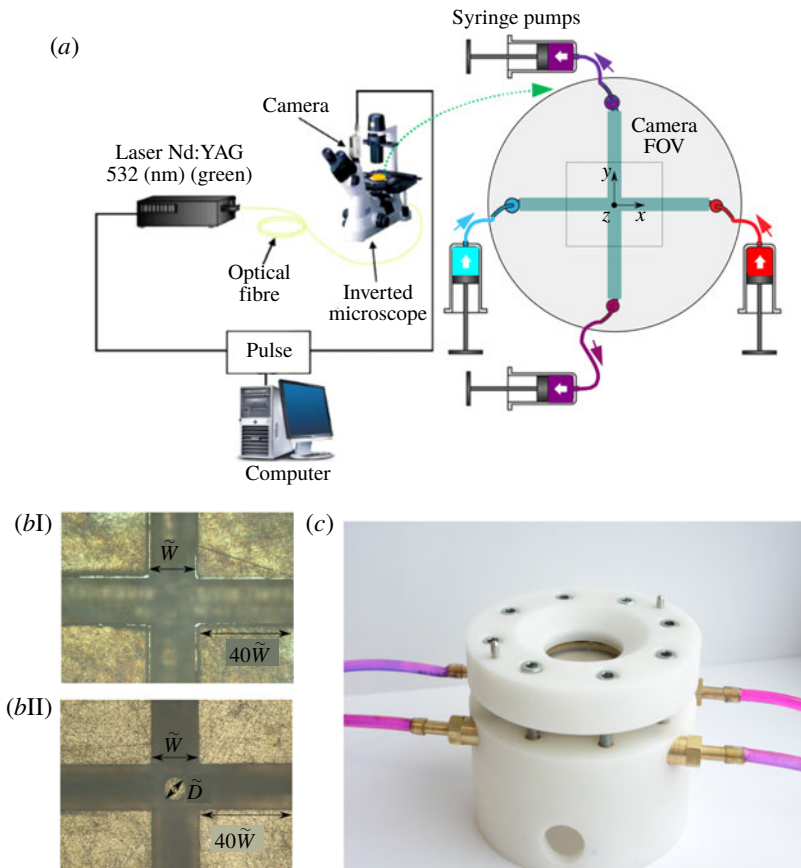 (a)
Syringe pumps
Camera
Laser Nd:YAG
532 (nm) (green)
Optical
fibre
Inverted
microscope
Pulse
Computer
Camera
FOV
y
z
x
(bI)
W̃
40W̃
(bII)
W̃
D̃
40W̃
(c)